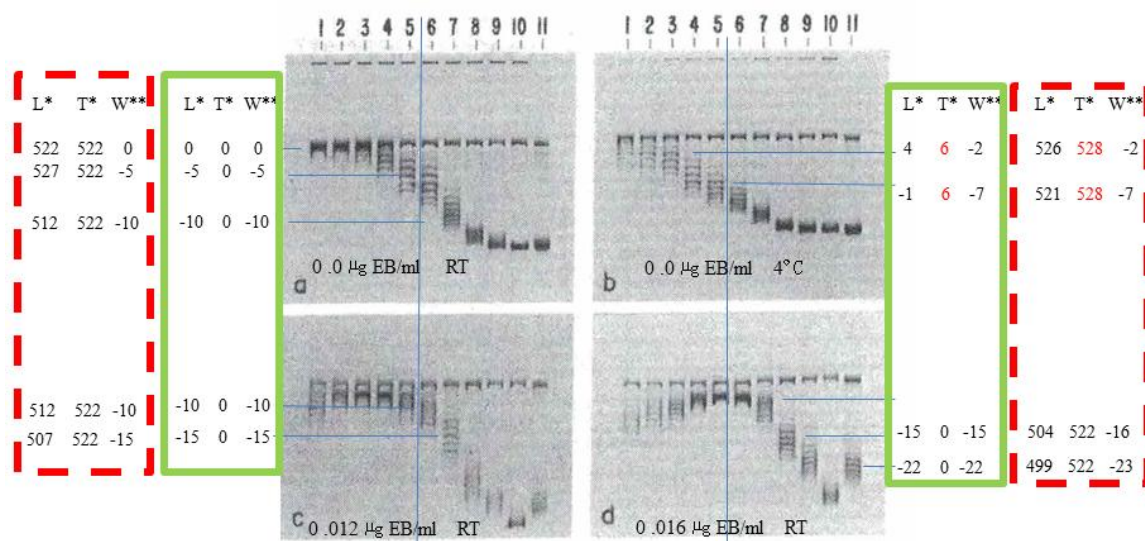 1 2 3 4 5 6 7 8 9 10 11
1 2 3 4 5 6 7 8 9 10 11
L* T* W**
522 522 0
527 522 -5
512 522 -10
512 522 -10
507 522 -15
L* T* W**
0 0 0
-5 0 -5
-10 0 -10
-10 0 -10
-15 0 -15
a 0.0 μg EB/ml RT
b 0.0 μg EB/ml 4°C
c 0.012 μg EB/ml RT
d 0.016 μg EB/ml RT
L* T* W**
4 6 -2
-1 6 -7
-15 0 -15
-22 0 -22
L* T* W**
526 528 -2
521 528 -7
504 522 -16
499 522 -23